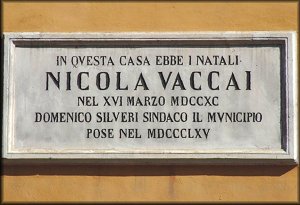 IN QVESTA CASA EBBE I NATALI
NICOLA VACCAI
NEL XVI MARZO MDCCXC
DOMENICO SILVERI SINDACO IL MVNICIPIO
POSE NEL MDCCCLXV